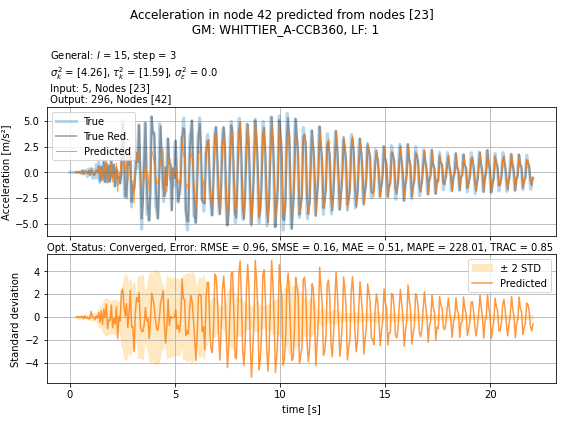 Acceleration in node 42 predicted from nodes [23]
GM: WHITTIER_A-CCB360, LF: 1
General: l = 15, step = 3
σ²ₖ = [4.26], τ²ₖ = [1.59], σ²ε = 0.0
Input: 5, Nodes [23]
Output: 296, Nodes [42]
Acceleration [m/s²]
5.0
2.5
0.0
−2.5
−5.0
True
True Red.
Predicted
Opt. Status: Converged, Error: RMSE = 0.96, SMSE = 0.16, MAE = 0.51, MAPE = 228.01, TRAC = 0.85
Standard deviation
4
2
0
−2
−4
± 2 STD
Predicted
0 5 10 15 20
time [s]